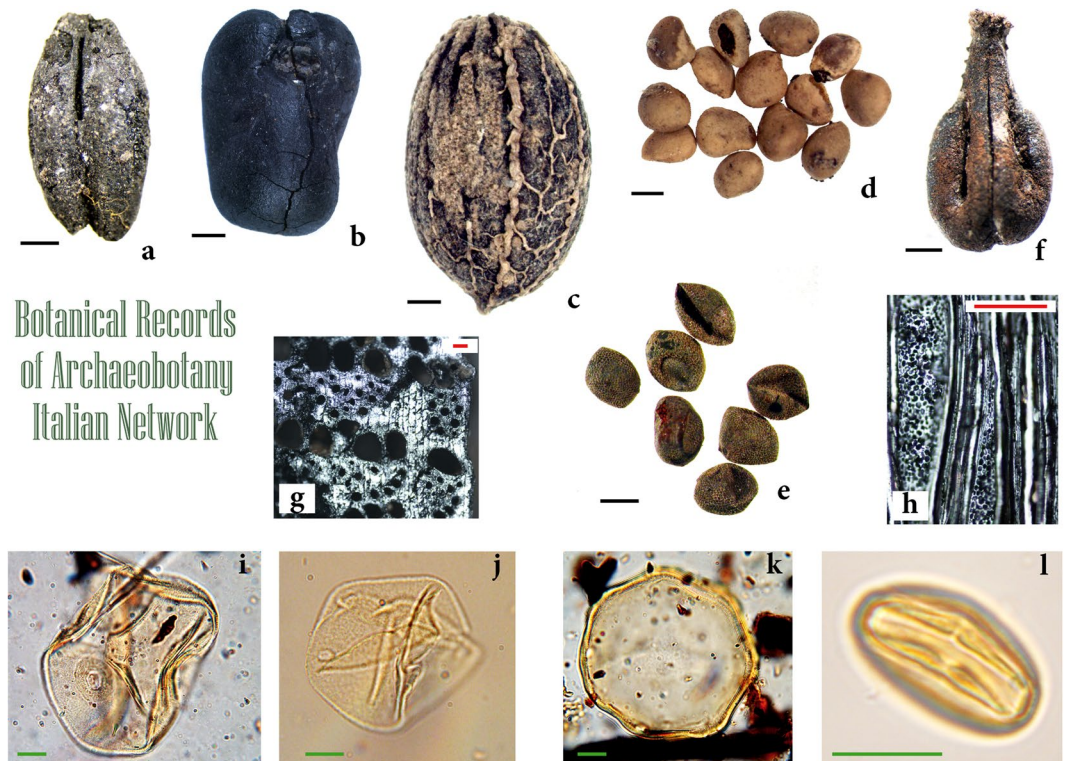 a
b
c
d
f
Botanical Records
of Archaeobotany
Italian Network
g
e
h
i
j
k
l